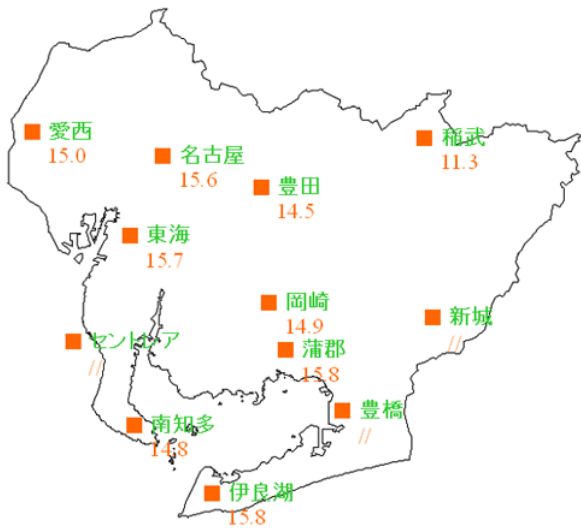 愛西
15.0
名古屋
15.6
稲武
11.3
豊田
14.5
東海
15.7
岡崎
14.9
新城
//
セントレア
//
蒲郡
15.8
豊橋
//
南知多
14.8
伊良湖
15.8